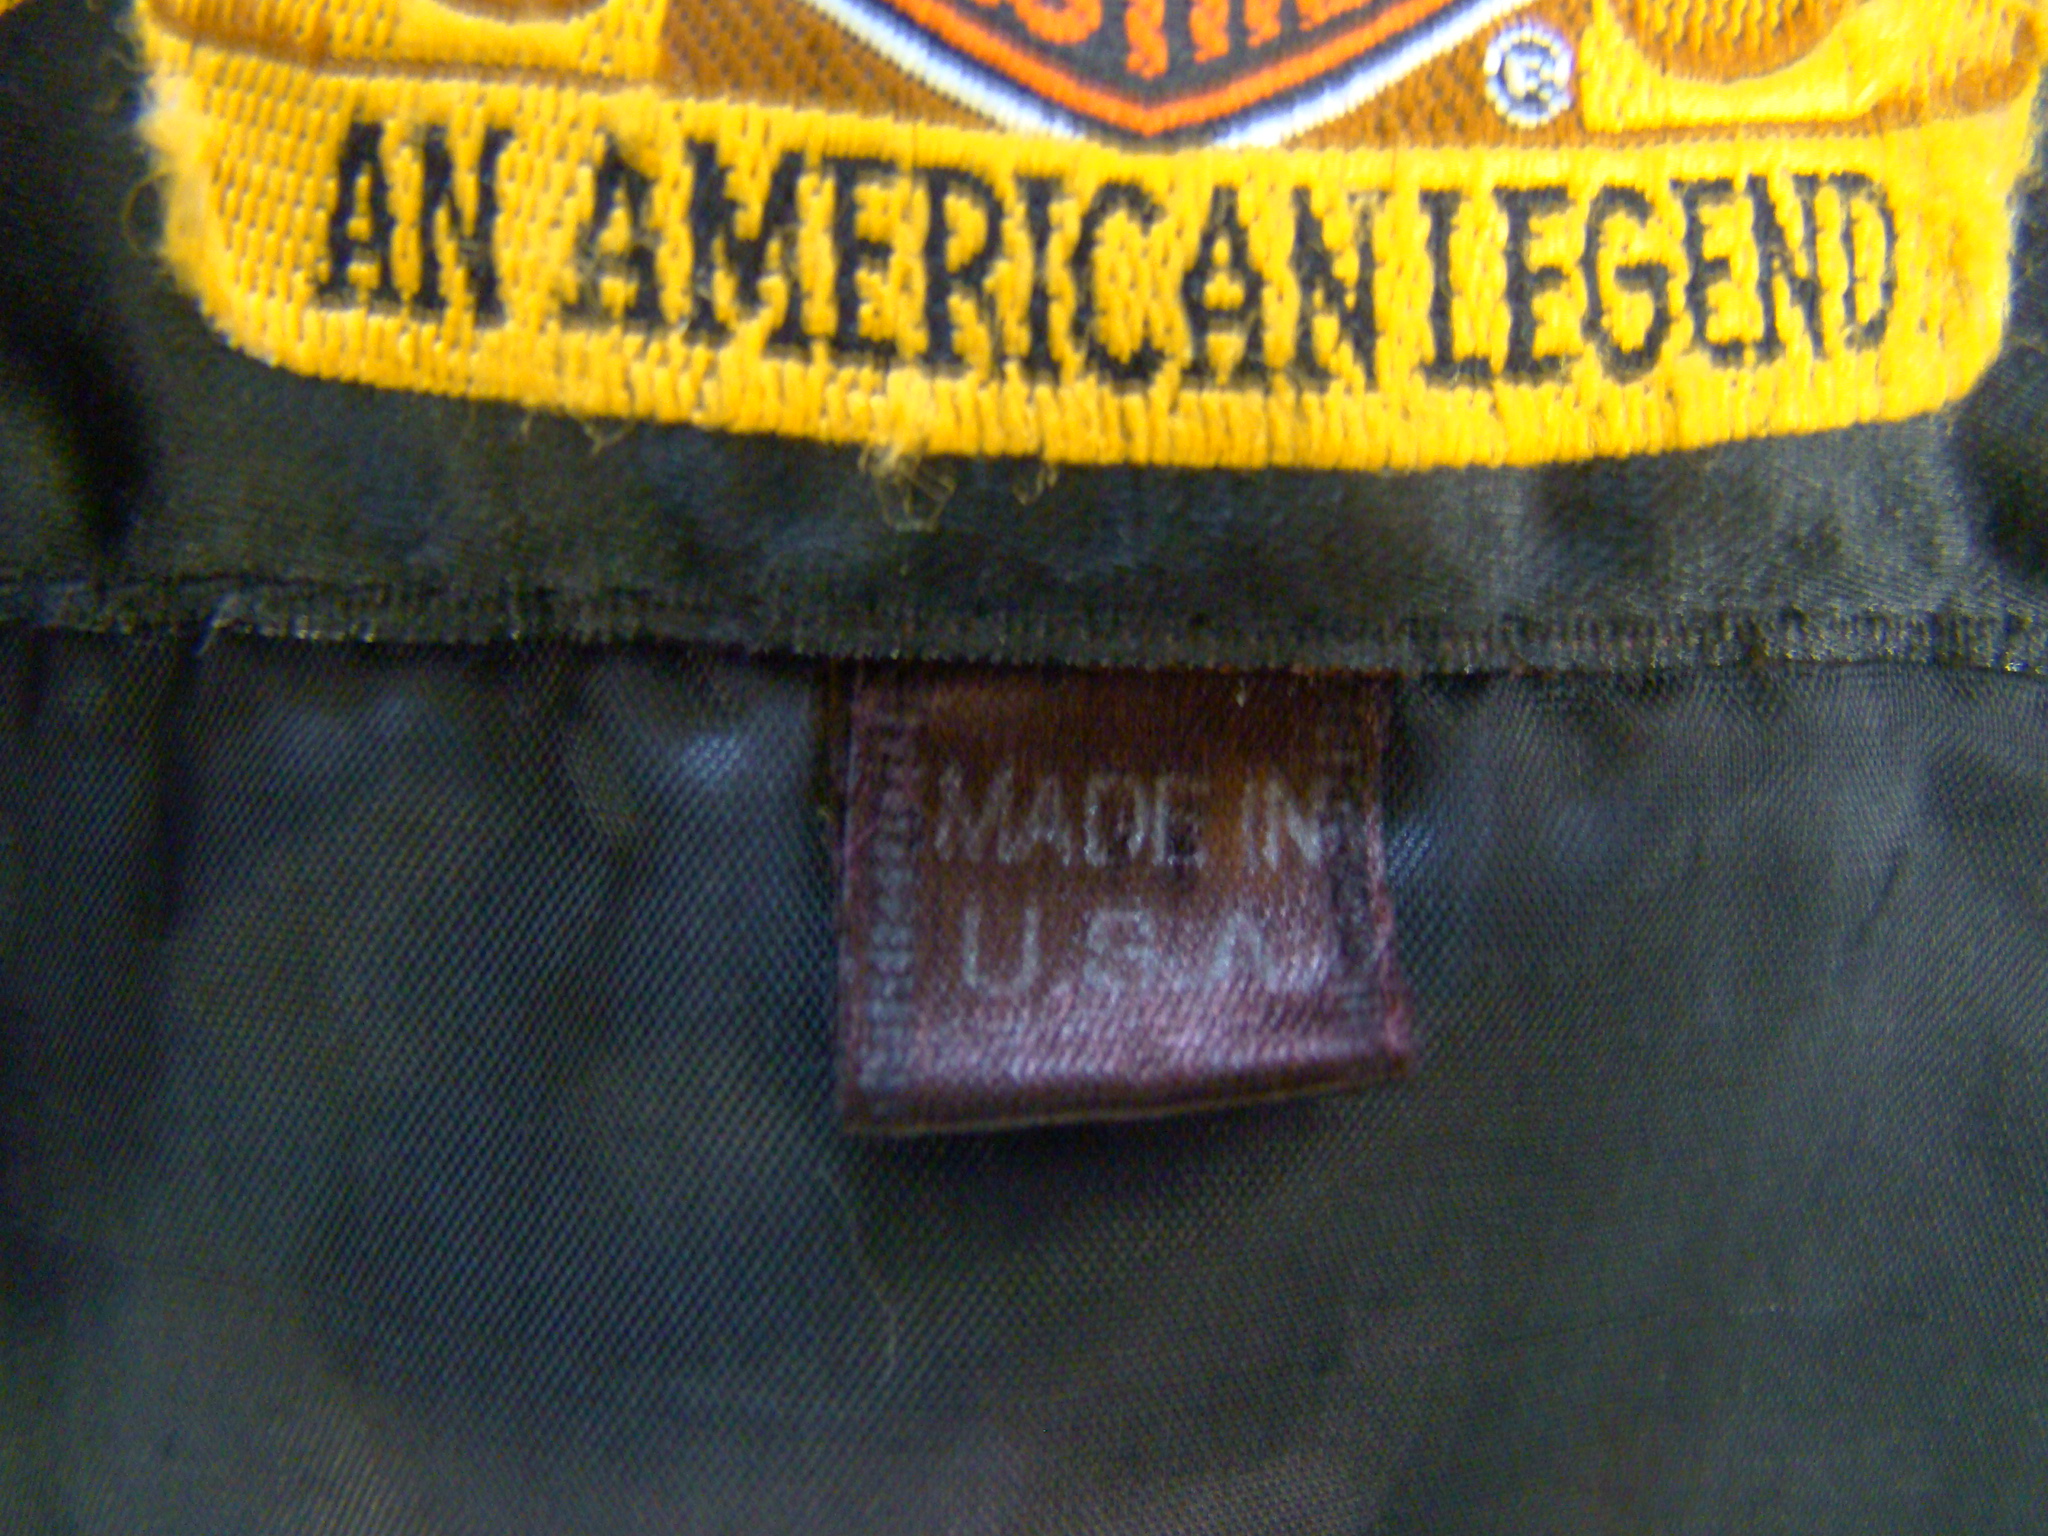 ®
AN AMERICAN LEGEND
MADE IN
U.S.A